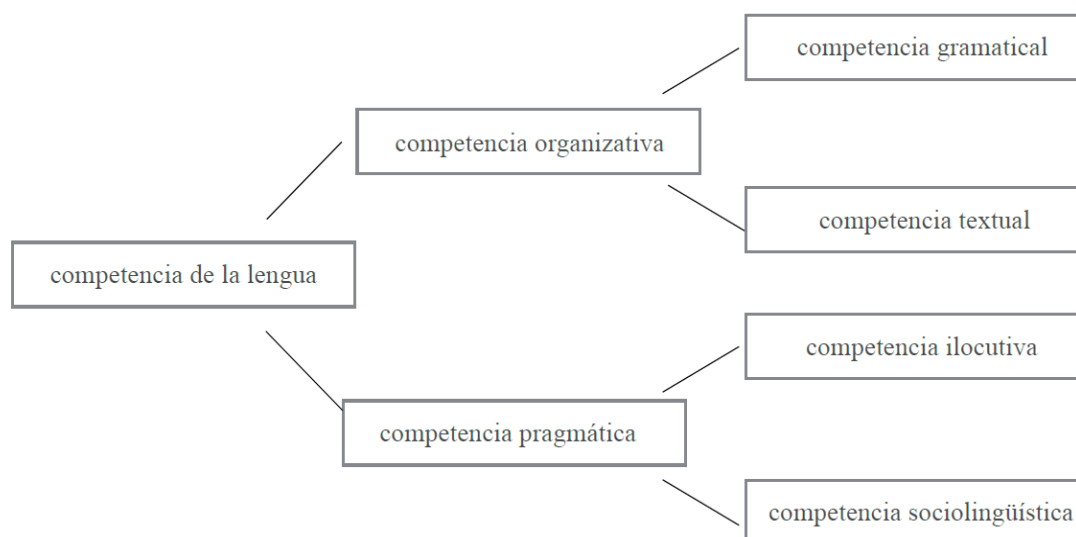 competencia gramatical
competencia organizativa
competencia textual
competencia de la lengua
competencia ilocutiva
competencia pragmática
competencia sociolingüística